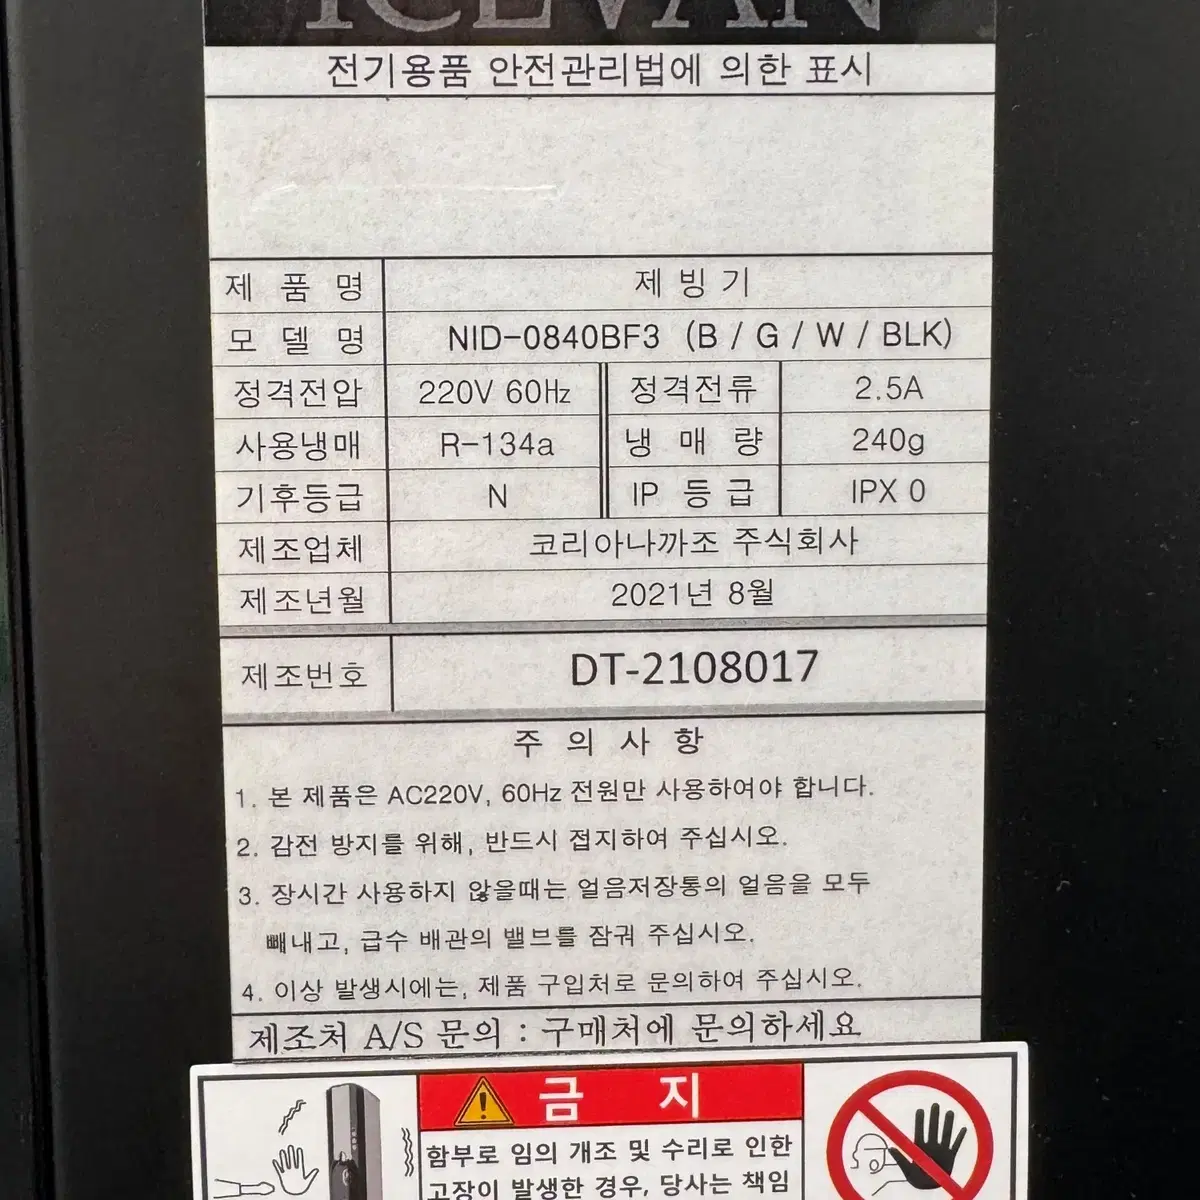 ICEVAN
전기용품 안전관리법에 의한 표시
제 품 명 제 빙 기
모 델 명 NID-0840BF3 (B / G / W / BLK)
정격전압 220V 60Hz 정격전류 2.5A
사용냉매 R-134a 냉 매 량 240g
기후등급 N IP 등 급 IPX 0
제조업체 코리아나까조 주식회사
제조년월 2021년 8월
제조번호 DT-2108017
주 의 사 항
1. 본 제품은 AC220V, 60Hz 전원만 사용하여야 합니다.
2. 감전 방지를 위해, 반드시 접지하여 주십시오.
3. 장시간 사용하지 않을때는 얼음저장통의 얼음을 모두
빼내고, 급수 배관의 밸브를 잠궈 주십시오.
4. 이상 발생시에는, 제품 구입처로 문의하여 주십시오.
제조처 A/S 문의 : 구매처에 문의하세요
금 지
함부로 임의 개조 및 수리로 인한
고장이 발생한 경우, 당사는 책임